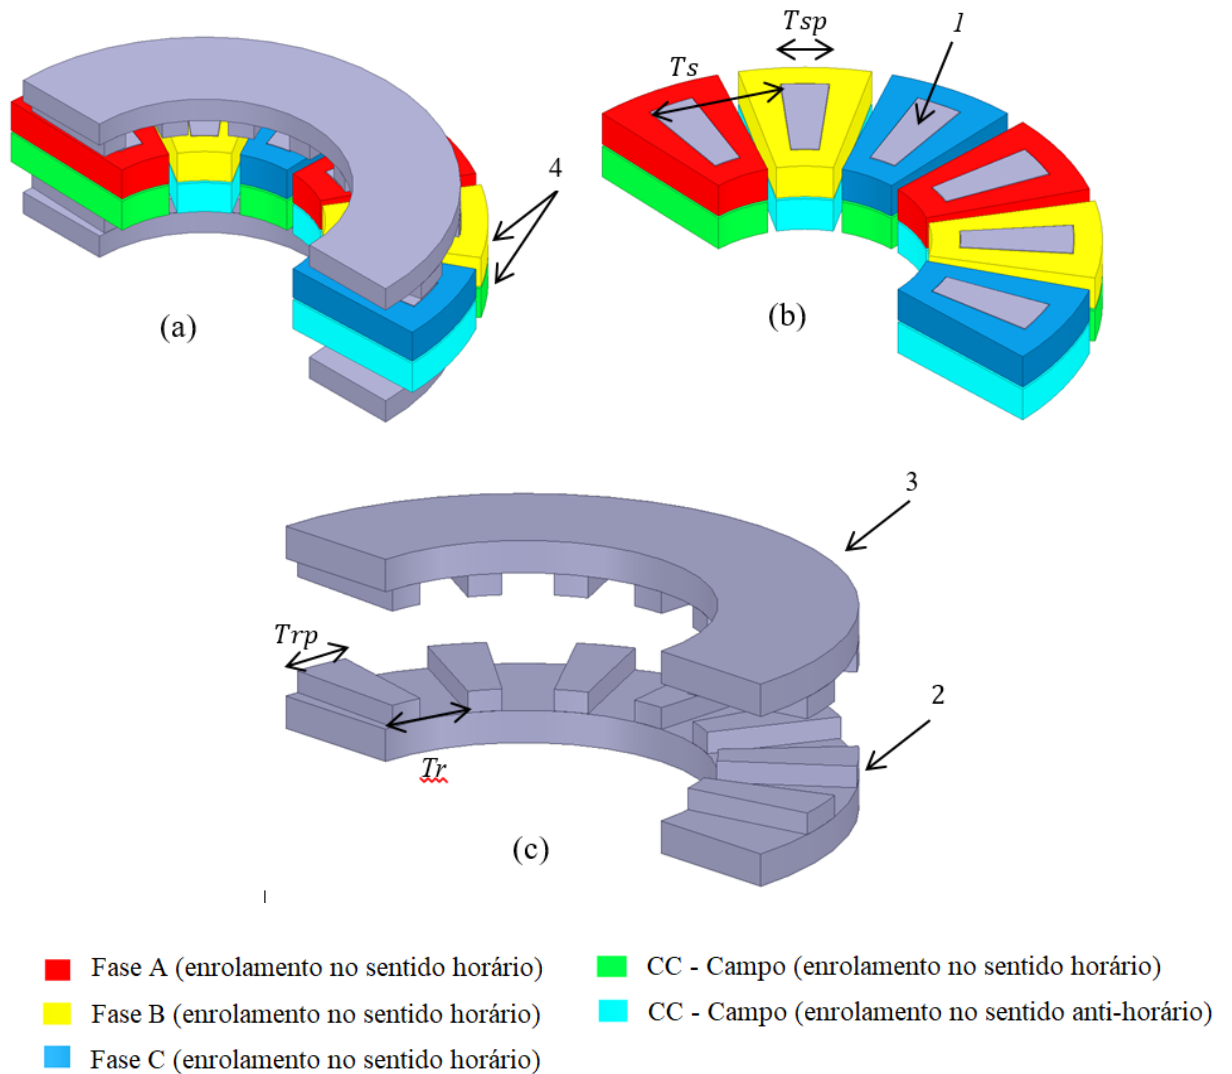 Tsp
1
Ts
4
(a)
(b)
3
Trp
2
Tr
(c)
Fase A (enrolamento no sentido horário)
CC - Campo (enrolamento no sentido horário)
Fase B (enrolamento no sentido horário)
CC - Campo (enrolamento no sentido anti-horário)
Fase C (enrolamento no sentido horário)